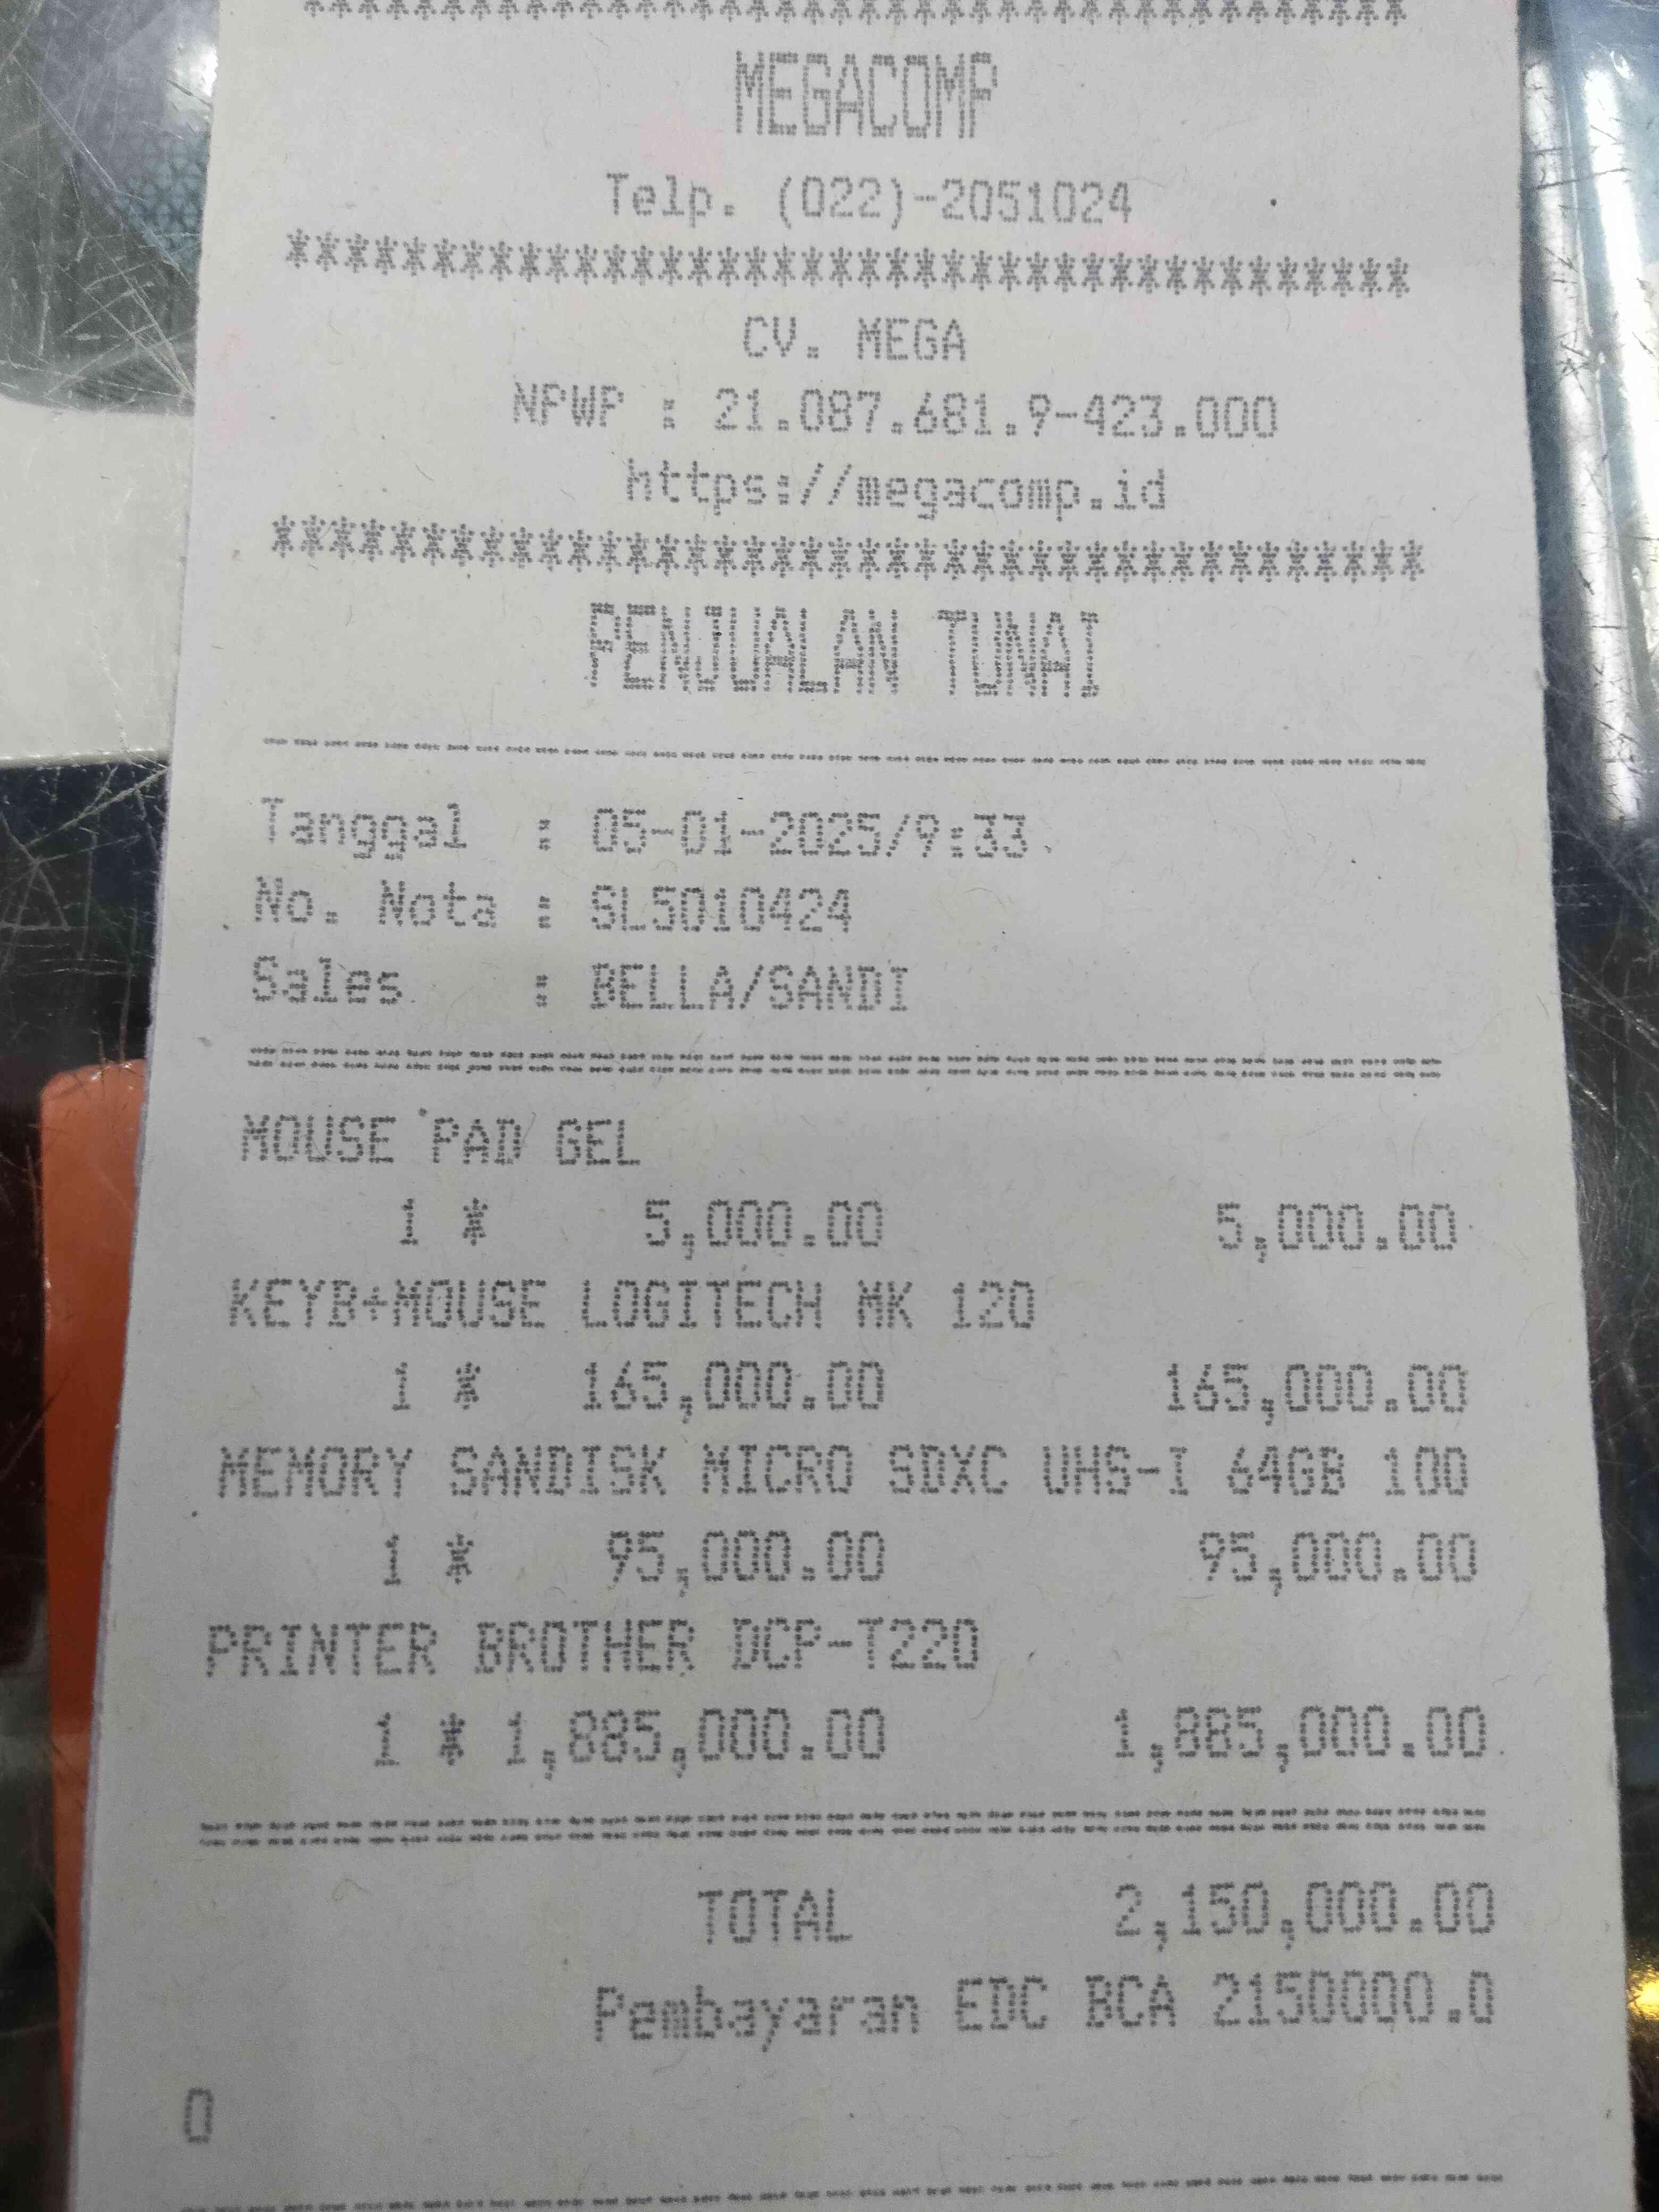 ****************************************
MEGACOMP
Telp. (022)-2051024
****************************************
CV. MEGA
NPWP : 21.087.681.9-423.000
https://megacomp.id
****************************************
PENJUALAN TUNAI
Tanggal : 05-01-2023/9:33
No. Nota : SL3010424
Sales : BELLA/SANDI
MOUSE PAD SEL
1 * 5,000.00 5,000.00
KEYB+MOUSE LOGITECH MK 120
1 * 165,000.00 165,000.00
MEMORY SANDISK MICRO SDXC UHS-I 64GB 100
1 * 95,000.00 95,000.00
PRINTER BROTHER DCP-T220
1 * 1,885,000.00 1,885,000.00
TOTAL 2,150,000.00
Pembayaran EDC BCA 2150000.0
0